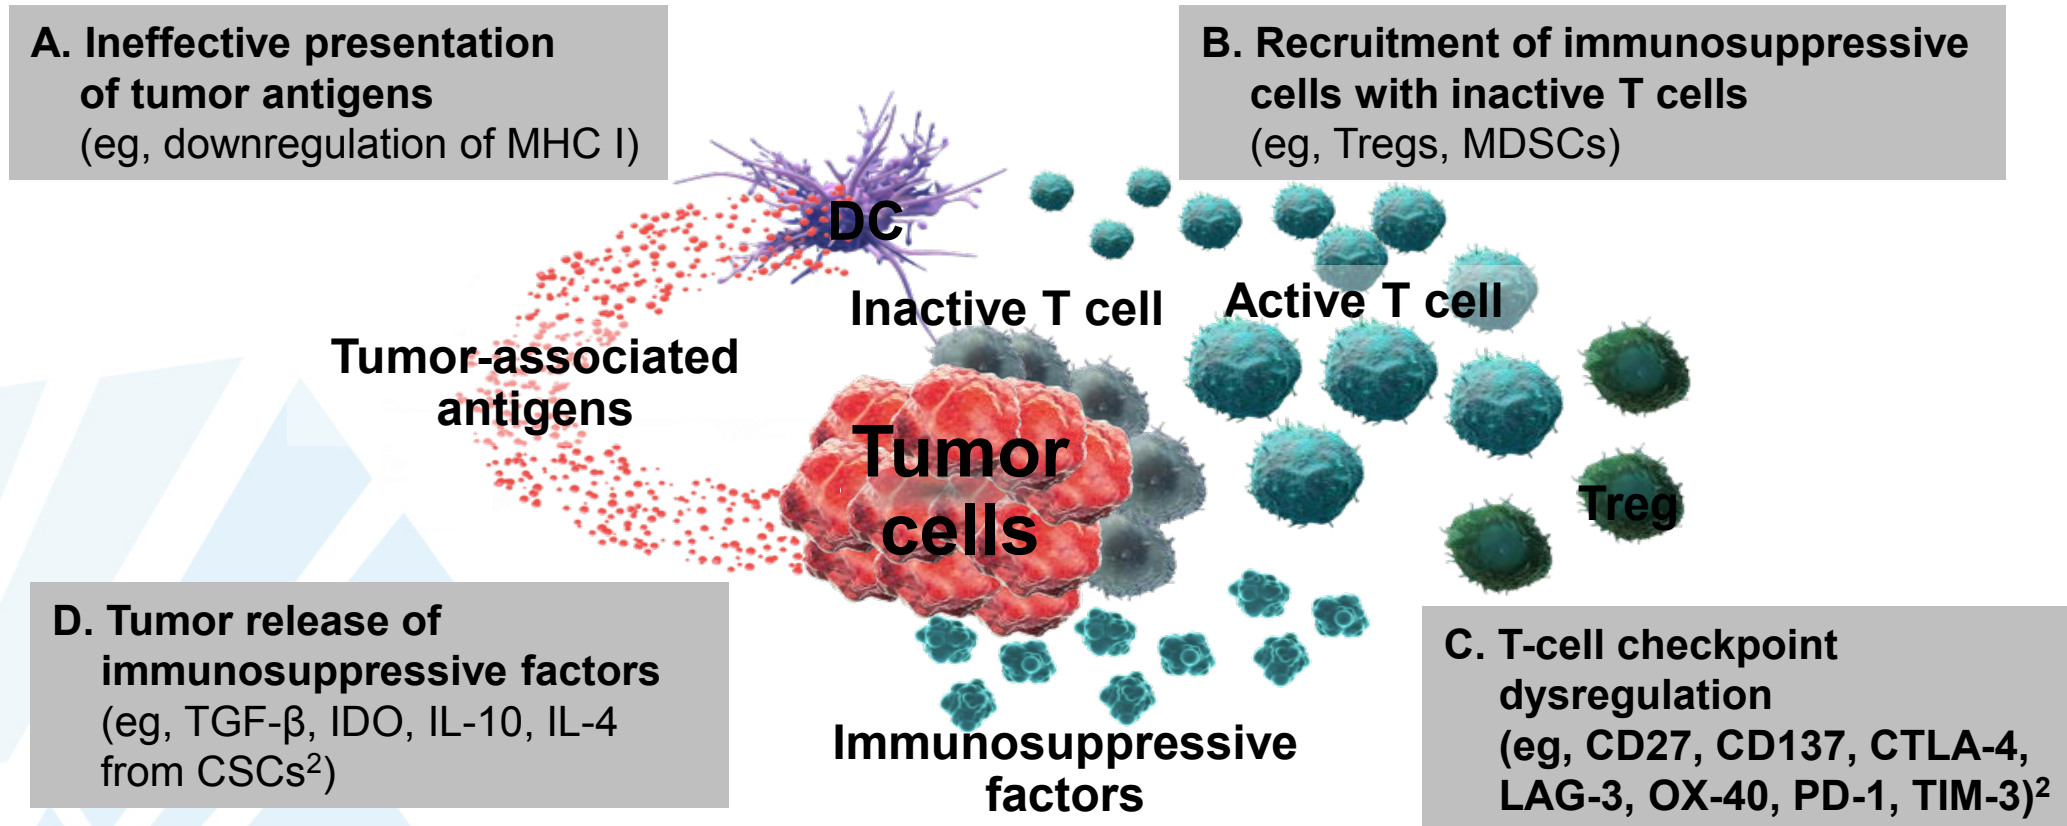 A. Ineffective presentation
of tumor antigens
(eg, downregulation of MHC I)
B. Recruitment of immunosuppressive
cells with inactive T cells
(eg, Tregs, MDSCs)
DC
Inactive T cell
Active T cell
Tumor-associated
antigens
Tumor
cells
Treg
D. Tumor release of
immunosuppressive factors
(eg, TGF-β, IDO, IL-10, IL-4
from CSCs²)
Immunosuppressive
factors
C. T-cell checkpoint
dysregulation
(eg, CD27, CD137, CTLA-4,
LAG-3, OX-40, PD-1, TIM-3)²